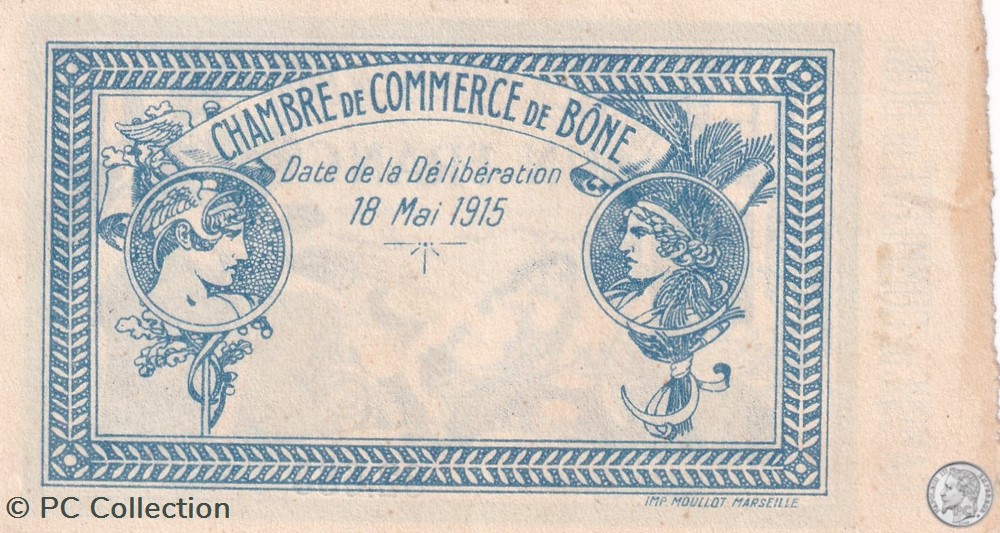 CHAMBRE DE COMMERCE DE BÔNE
Date de la Délibération
18 Mai 1915
IMP. MOULLOT MARSEILLE
© PC Collection